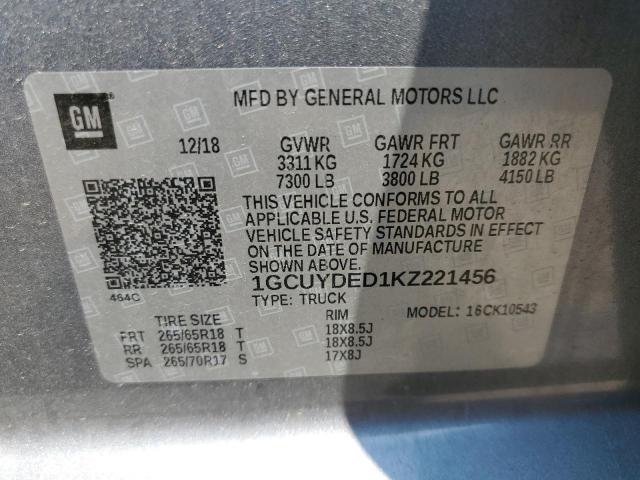 GM
MFD BY GENERAL MOTORS LLC
12/18 GVWR GAWR FRT GAWR RR
3311 KG 1724 KG 1882 KG
7300 LB 3800 LB 4150 LB
THIS VEHICLE CONFORMS TO ALL
APPLICABLE U.S. FEDERAL MOTOR
VEHICLE SAFETY STANDARDS IN EFFECT
ON THE DATE OF MANUFACTURE
SHOWN ABOVE.
1GCUYDED1KZ221456
464C
TYPE: TRUCK MODEL: 16CK10543
TIRE SIZE RIM
FRT 265/65R18 T 18X8.5J
RR 265/65R18 T 18X8.5J
SPA 265/70R17 S 17X8J